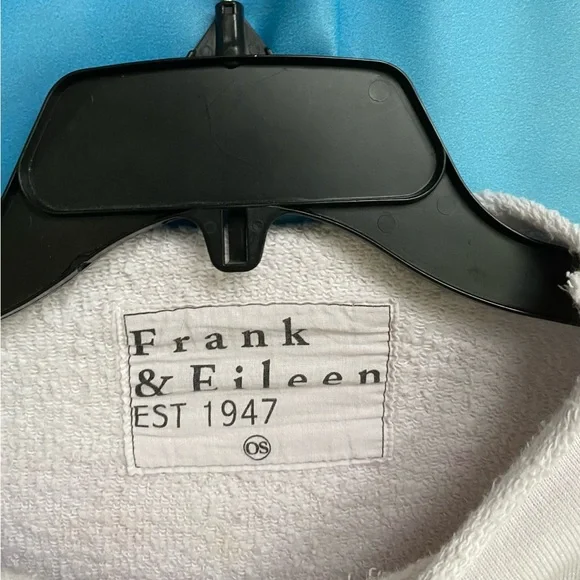 Frank
& Eileen
EST 1947
OS